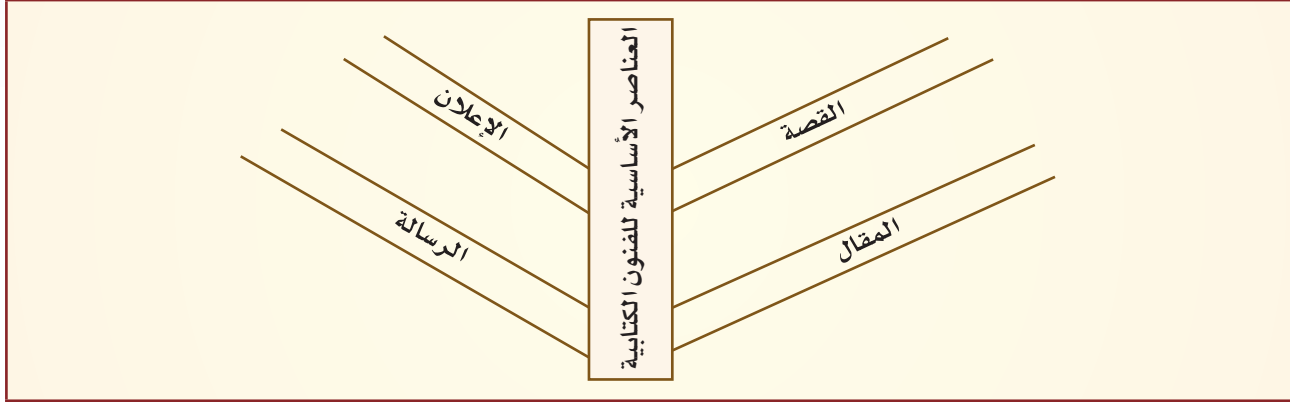 العناصر الأساسية للفنون الكتابية
القصة
الإعلان
المقال
الرسالة